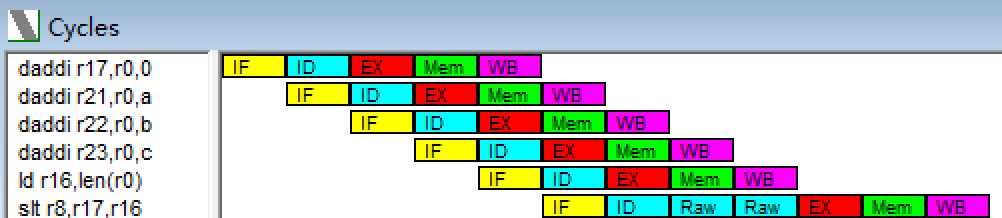 Cycles
daddi r17,r0,0 IF ID EX Mem WB
daddi r21,r0,a IF ID EX Mem WB
daddi r22,r0,b IF ID EX Mem WB
daddi r23,r0,c IF ID EX Mem WB
ld r16,len(r0) IF ID EX Mem WB
slt r8,r17,r16 IF ID Raw Raw EX Mem WB